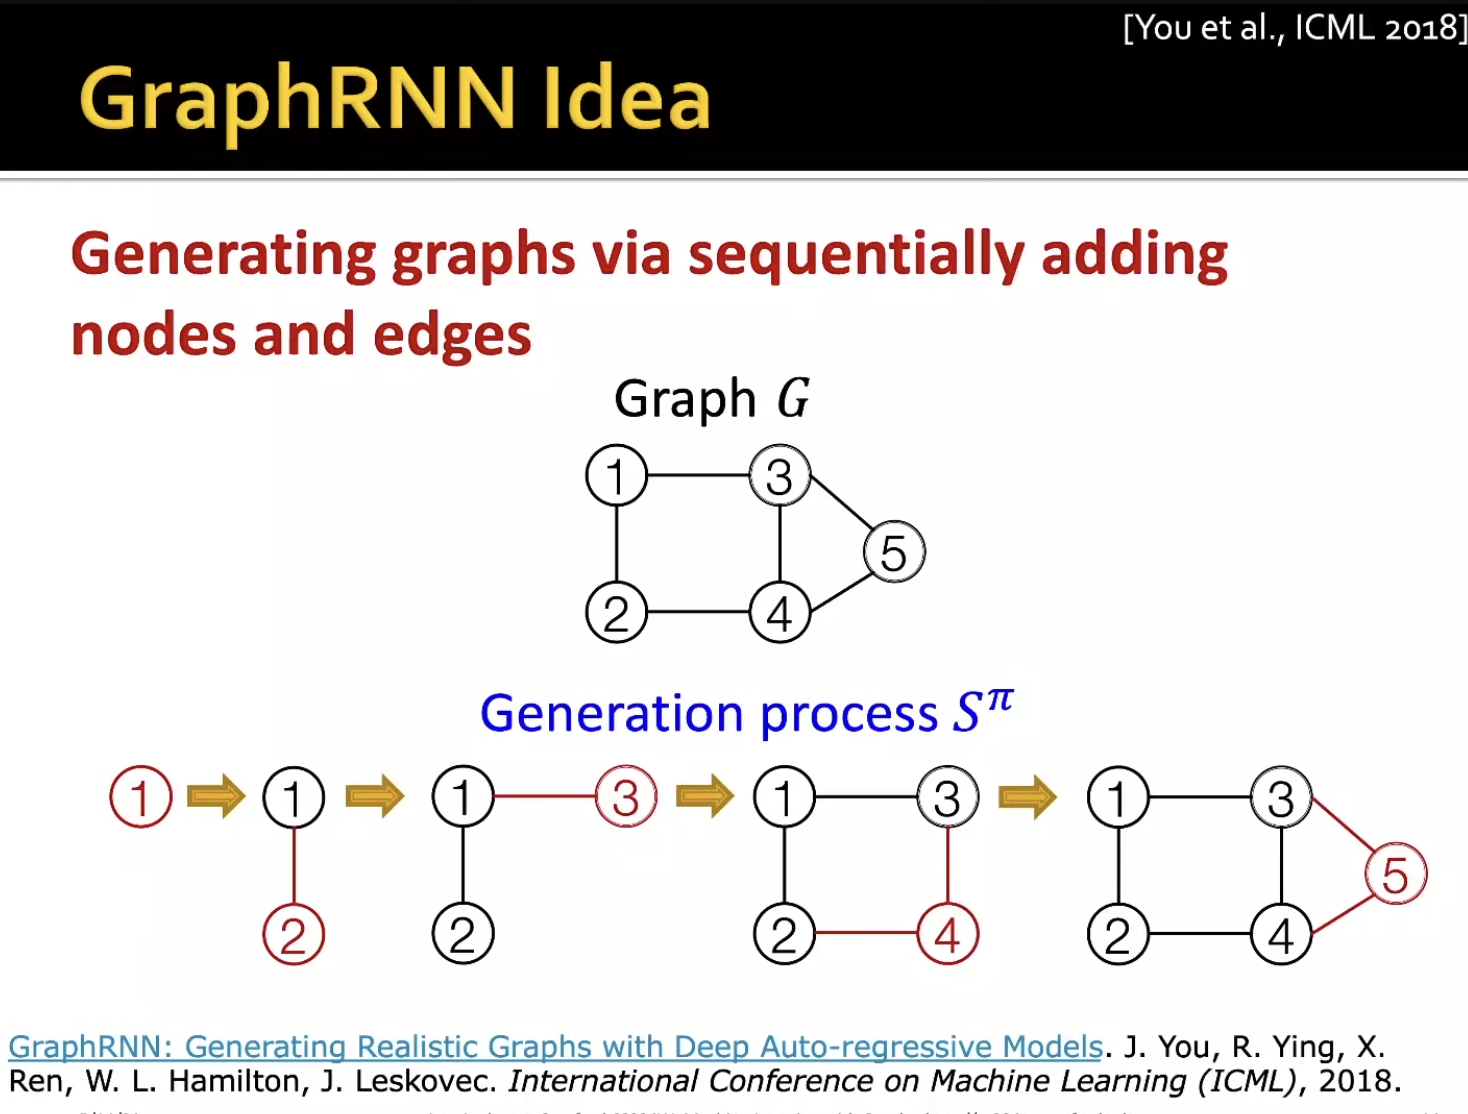 [You et al., ICML 2018]
GraphRNN Idea
Generating graphs via sequentially adding
nodes and edges
Graph G
1 3
5
2 4
Generation process S^π
1 1 1 3 1 3 1 3
5
2 2 2 4 2 4
GraphRNN: Generating Realistic Graphs with Deep Auto-regressive Models. J. You, R. Ying, X.
Ren, W. L. Hamilton, J. Leskovec. International Conference on Machine Learning (ICML), 2018.